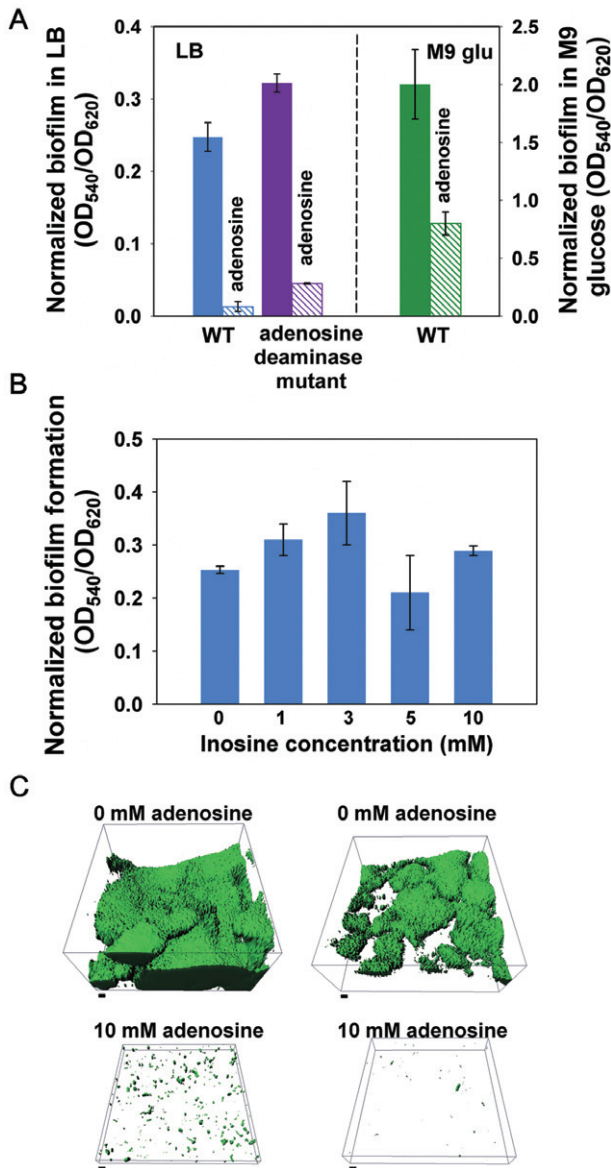 A
Normalized biofilm in LB
(OD540/OD620)
0.4
0.3
0.2
0.1
0.0
LB
M9 glu
adenosine
adenosine
adenosine
WT
adenosine
deaminase
mutant
WT
2.5
2.0
1.5
1.0
0.5
0.0
Normalized biofilm in M9
glucose (OD540/OD620)
B
Normalized biofilm formation
(OD540/OD620)
0.5
0.4
0.3
0.2
0.1
0.0
0 1 3 5 10
Inosine concentration (mM)
C
0 mM adenosine
0 mM adenosine
10 mM adenosine
10 mM adenosine